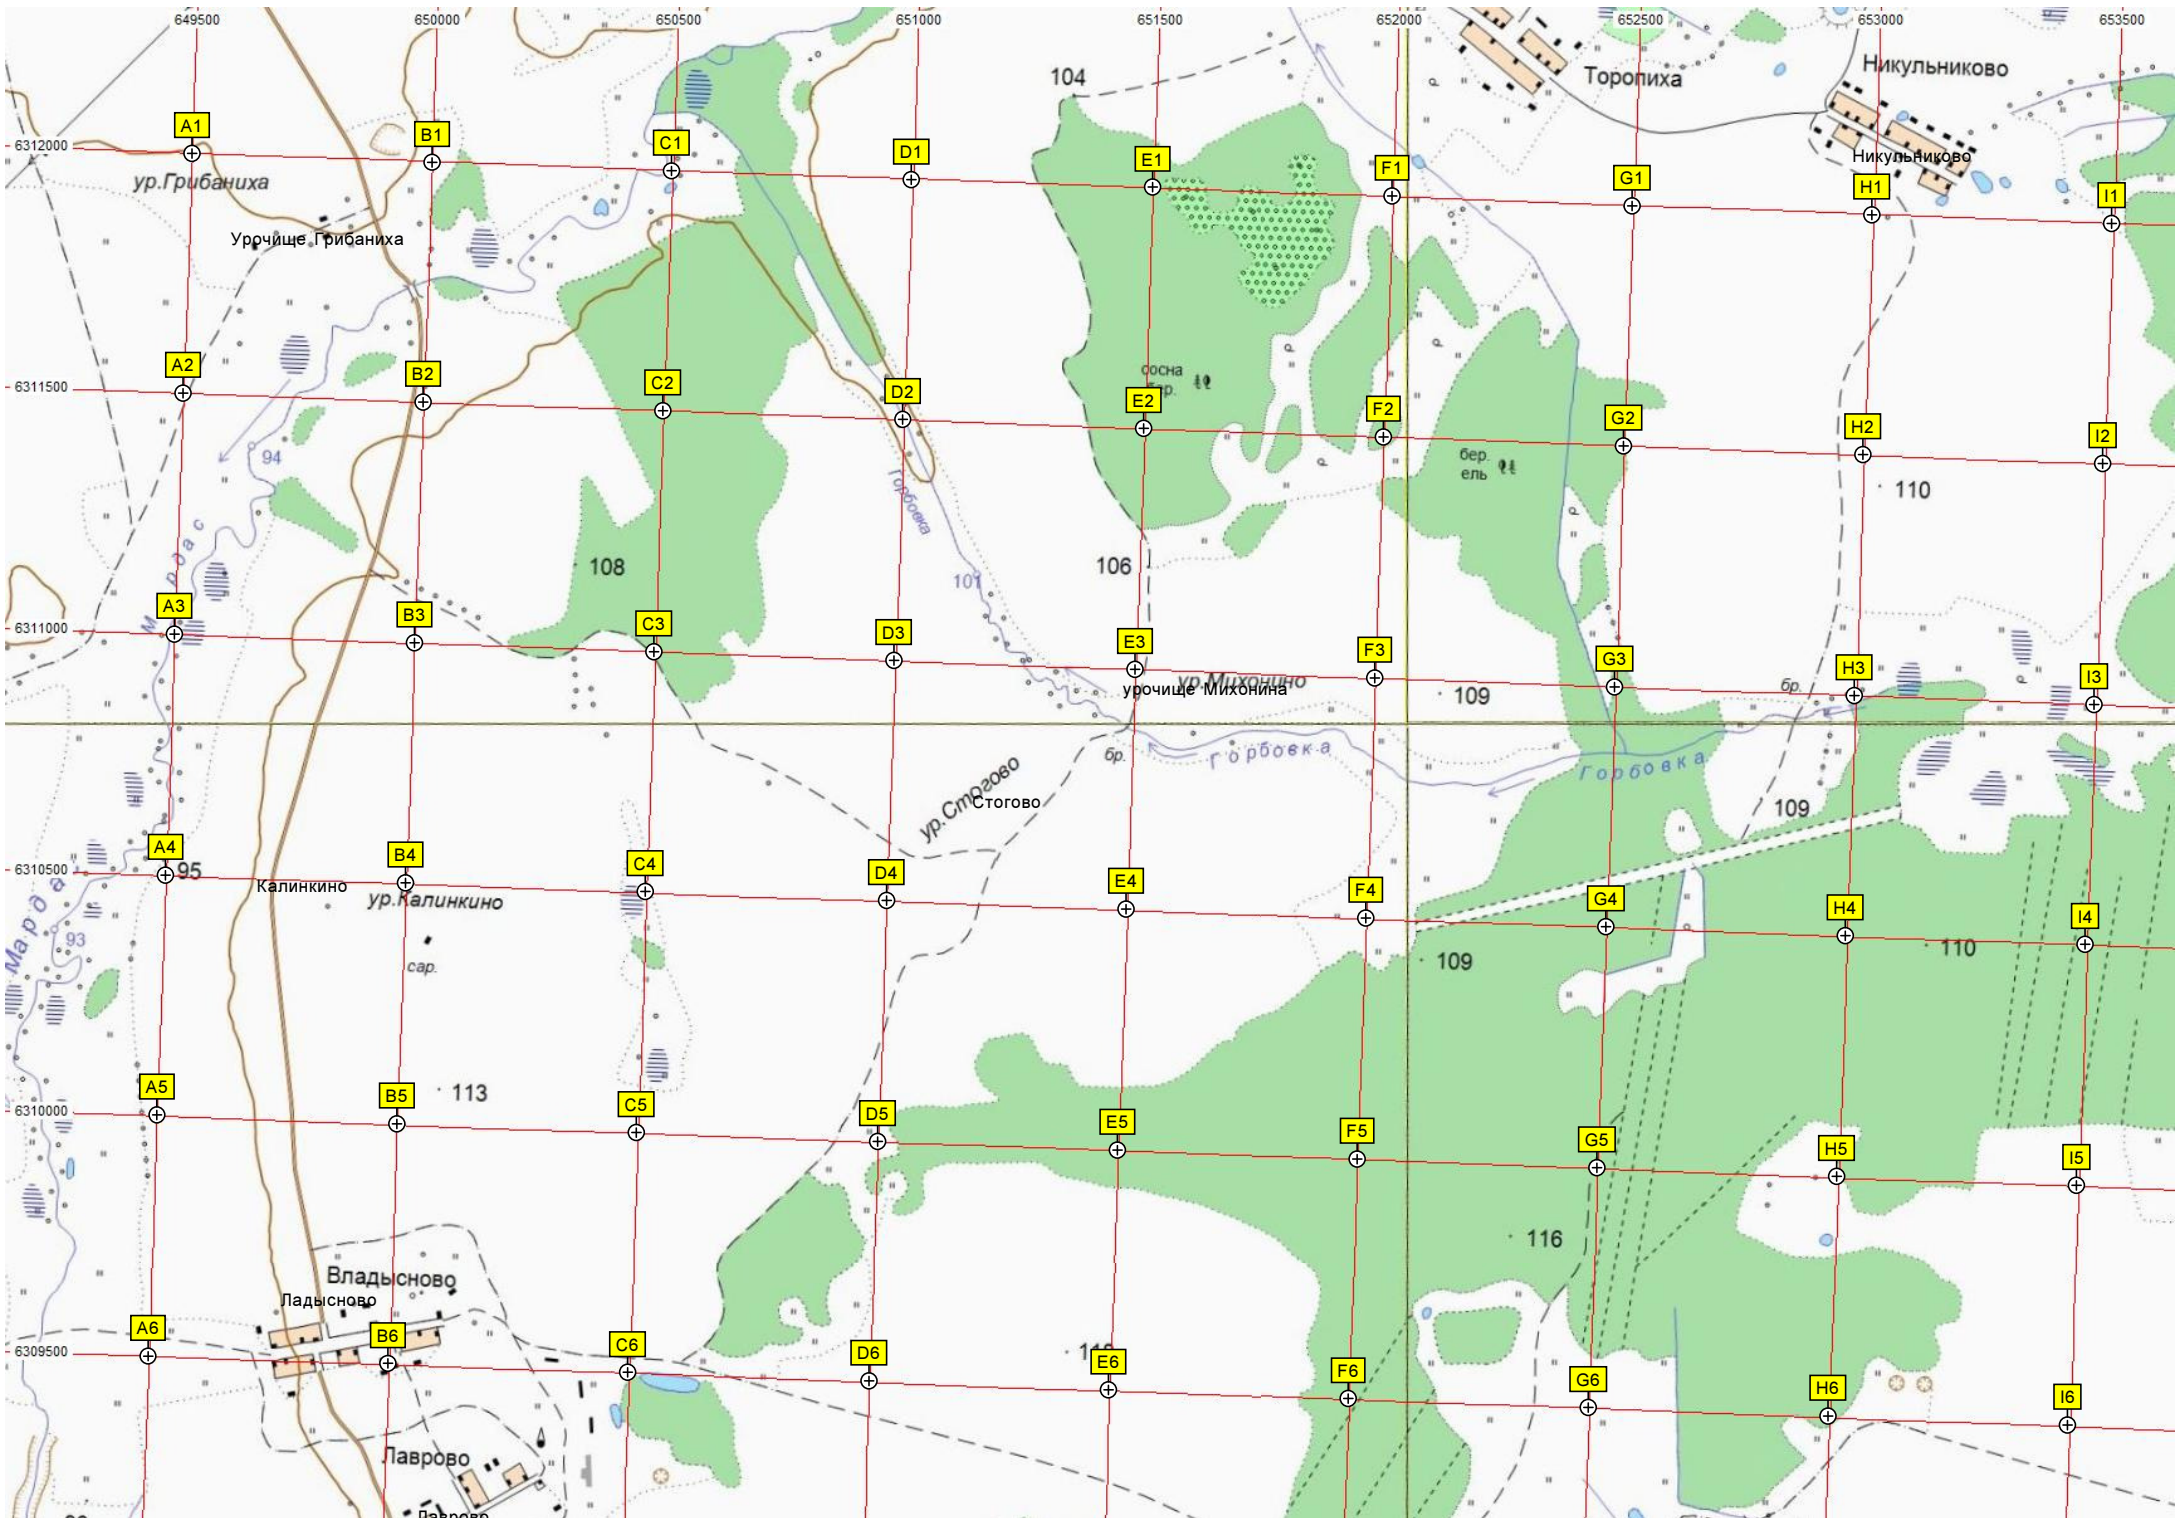 649500 650000 650500 651000 651500 652000 652500 653000 653500
104
Торопиха
Никульниково
Никульниково
6312000
A1 B1 C1 D1 E1 F1 G1 H1 I1
ур.Грибаниха
Урочище Грибаниха
6311500
A2 B2 C2 D2 E2 F2 G2 H2 I2
сосна
94
Горбовка
бер.
ель
110
108
101
106
6311000
A3 B3 C3 D3 E3 F3 G3 H3 I3
ур.Михонино
урочище Михонина
109
бр.
бр.
Горбовка
Горбовка
ур.Стогово
Стогово
109
6310500
A4 B4 C4 D4 E4 F4 G4 H4 I4
95
Калинкино
ур.Калинкино
93
сар.
109
110
6310000
A5 B5 C5 D5 E5 F5 G5 H5 I5
113
116
Владысново
Ладысново
6309500
A6 B6 C6 D6 E6 F6 G6 H6 I6
Лаврово
Лаврово